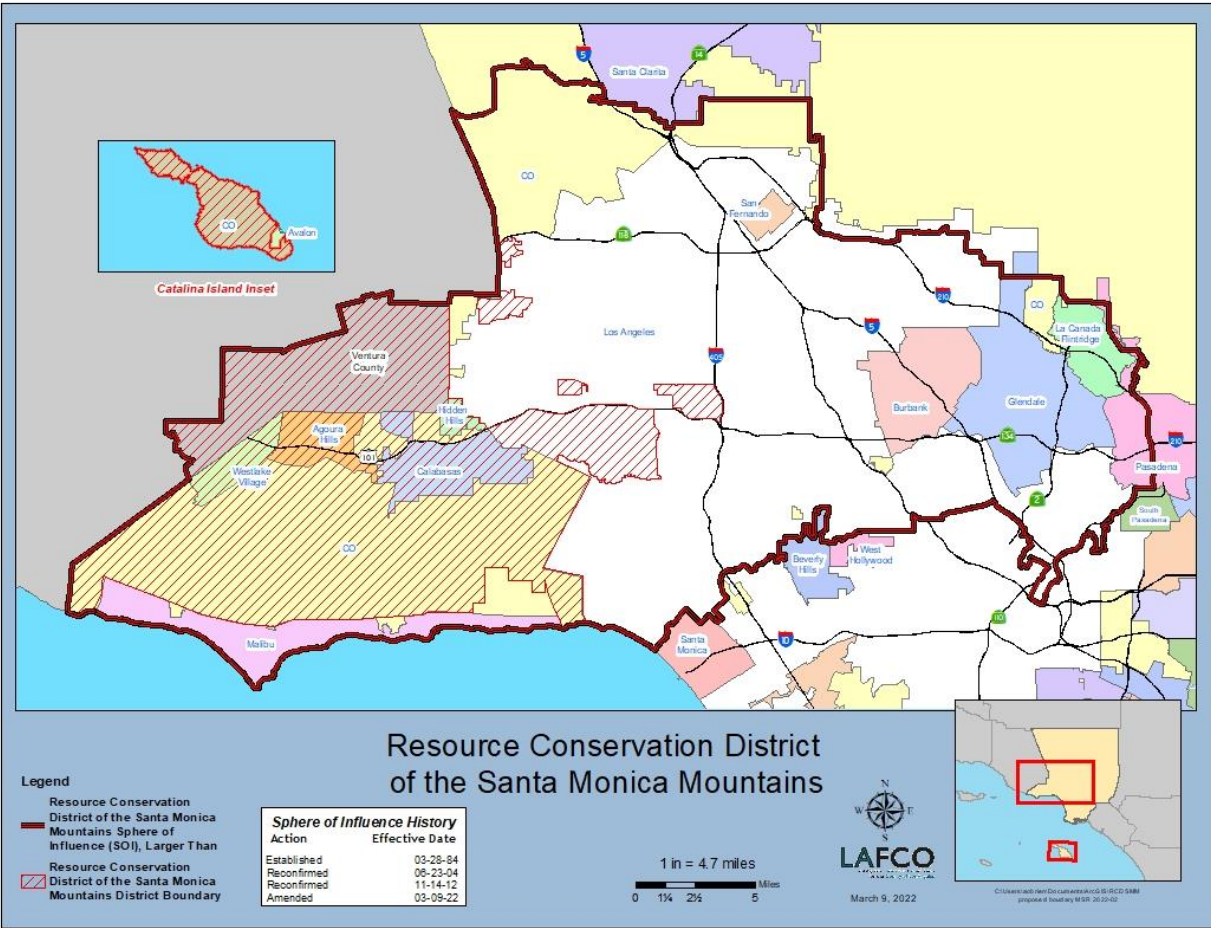 5
14
Santa Clarita
CO
San
Fernando
118
210
CO
La Canada
Flintridge
CO
Avalon
Catalina Island Inset
Los Angeles
5
405
Ventura
County
Burbank
Glendale
134
210
Hidden
Hills
Agoura
Hills
101
Westlake
Village
Calabasas
Pasadena
2
South
Pasadena
CO
Beverly
Hills
West
Hollywood
110
Malibu
Santa
Monica
10
Resource Conservation District
of the Santa Monica Mountains
Legend
Resource Conservation
District of the Santa Monica
Mountains Sphere of
Influence (SOI), Larger Than
Resource Conservation
District of the Santa Monica
Mountains District Boundary
Sphere of Influence History
Action Effective Date
Established 03-28-84
Reconfirmed 06-23-04
Reconfirmed 11-14-12
Amended 03-09-22
1 in = 4.7 miles
Miles
0 1¼ 2½ 5
N
W E
S
LAFCO
March 9, 2022
proposed boundary MSR 2022-02